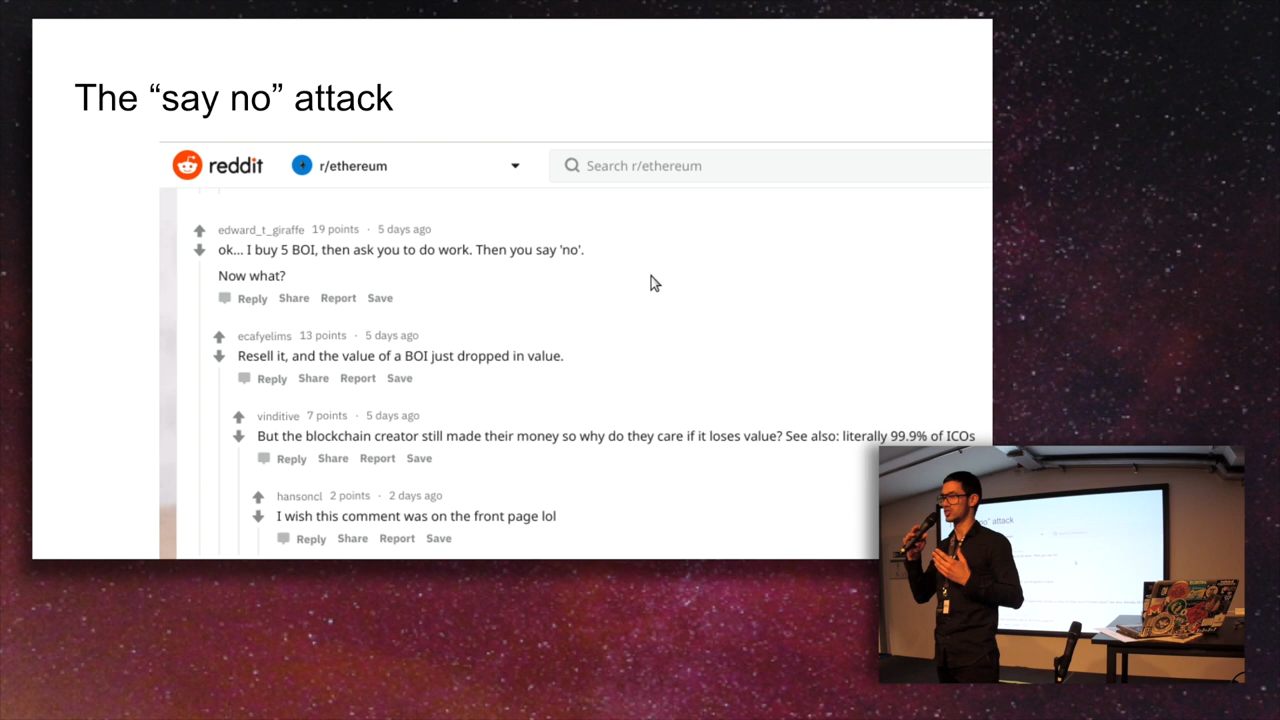 The “say no” attack
reddit r/ethereum Search r/ethereum
edward_t_giraffe 19 points · 5 days ago
ok... I buy 5 BOI, then ask you to do work. Then you say 'no'.
Now what?
Reply Share Report Save
ecafyelims 13 points · 5 days ago
Resell it, and the value of a BOI just dropped in value.
Reply Share Report Save
vinditive 7 points · 5 days ago
But the blockchain creator still made their money so why do they care if it loses value? See also: literally 99.9% of ICOs
Reply Share Report Save
hansoncl 2 points · 2 days ago
I wish this comment was on the front page lol
Reply Share Report Save
no” attack